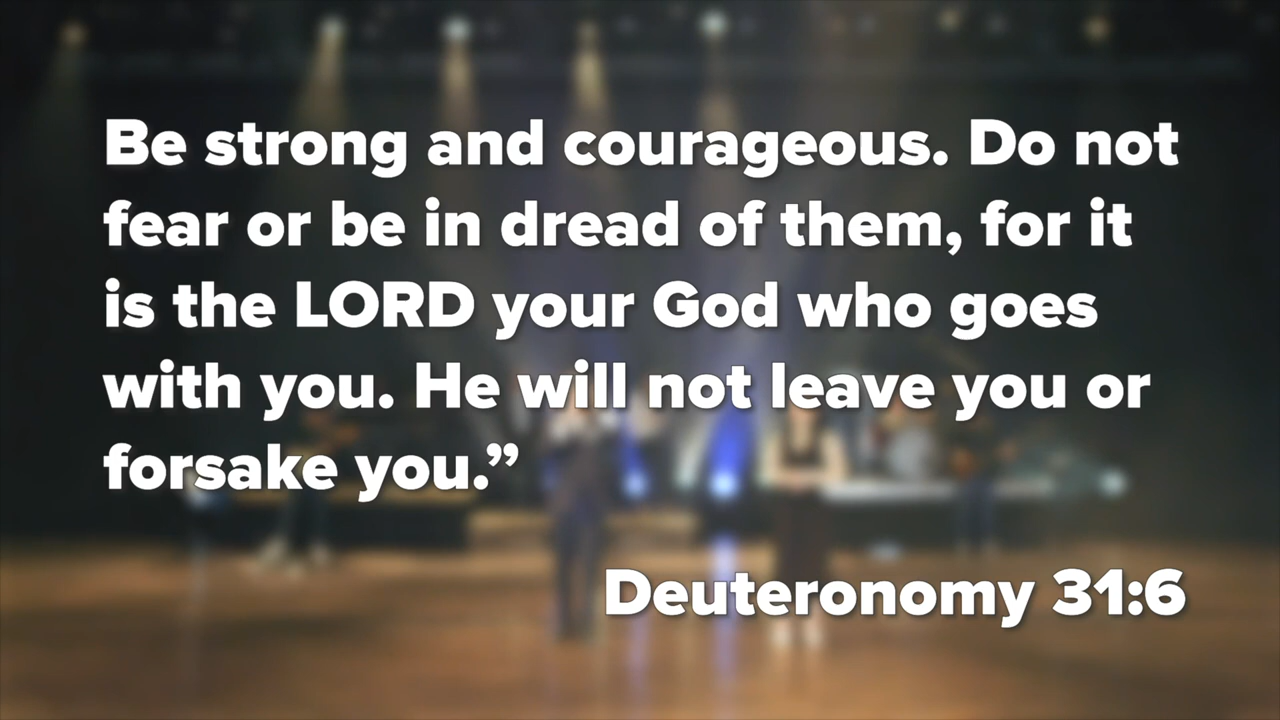 Be strong and courageous. Do not
fear or be in dread of them, for it
is the LORD your God who goes
with you. He will not leave you or
forsake you.”
Deuteronomy 31:6